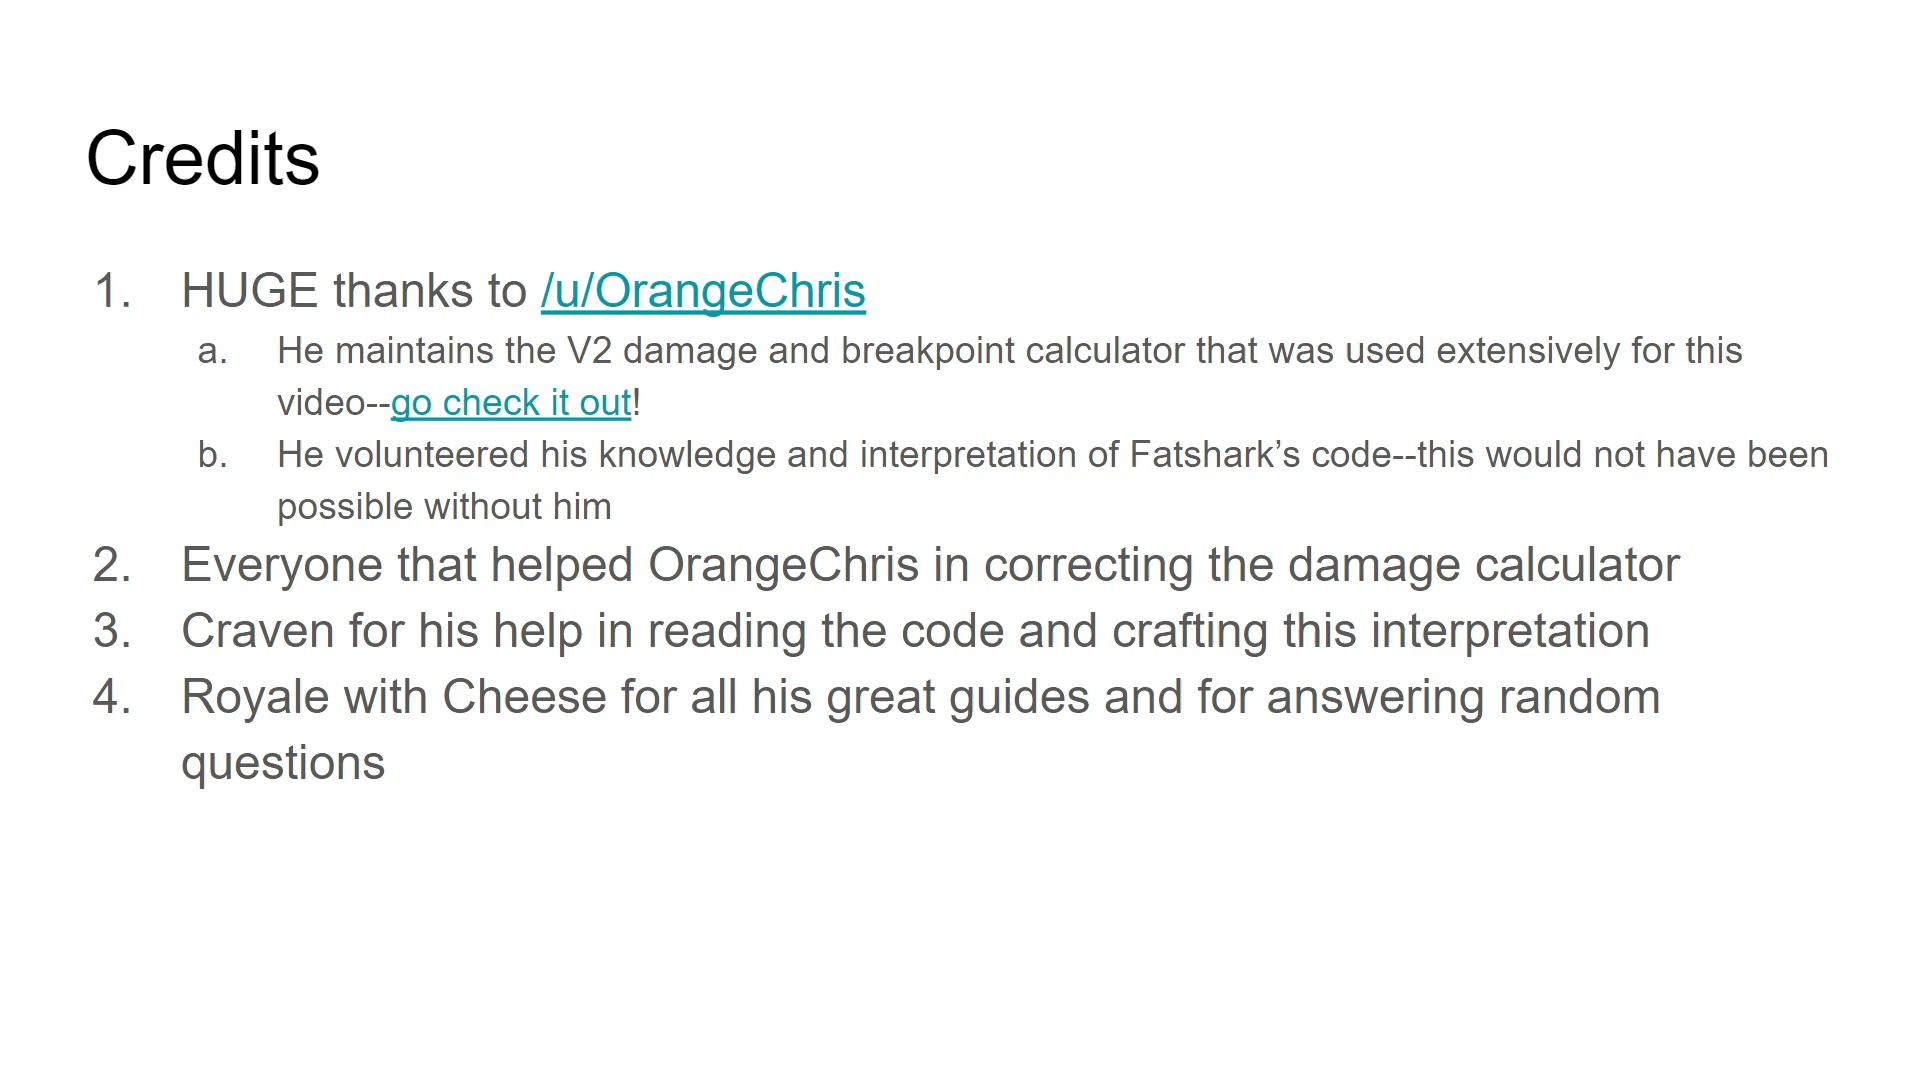 Credits
1. HUGE thanks to /u/OrangeChris
a. He maintains the V2 damage and breakpoint calculator that was used extensively for this
video--go check it out!
b. He volunteered his knowledge and interpretation of Fatshark’s code--this would not have been
possible without him
2. Everyone that helped OrangeChris in correcting the damage calculator
3. Craven for his help in reading the code and crafting this interpretation
4. Royale with Cheese for all his great guides and for answering random
questions